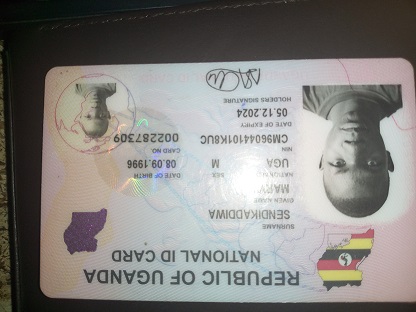 REPUBLIC OF UGANDA
NATIONAL ID CARD
SURNAME
SENDIKADDIWA
GIVEN NAME
MARY
NATIONALITY
UGA
SEX
M
DATE OF BIRTH
08.09.1996
NIN
CM96044101K8UC
CARD NO.
002287309
DATE OF EXPIRY
05.12.2024
HOLDERS SIGNATURE